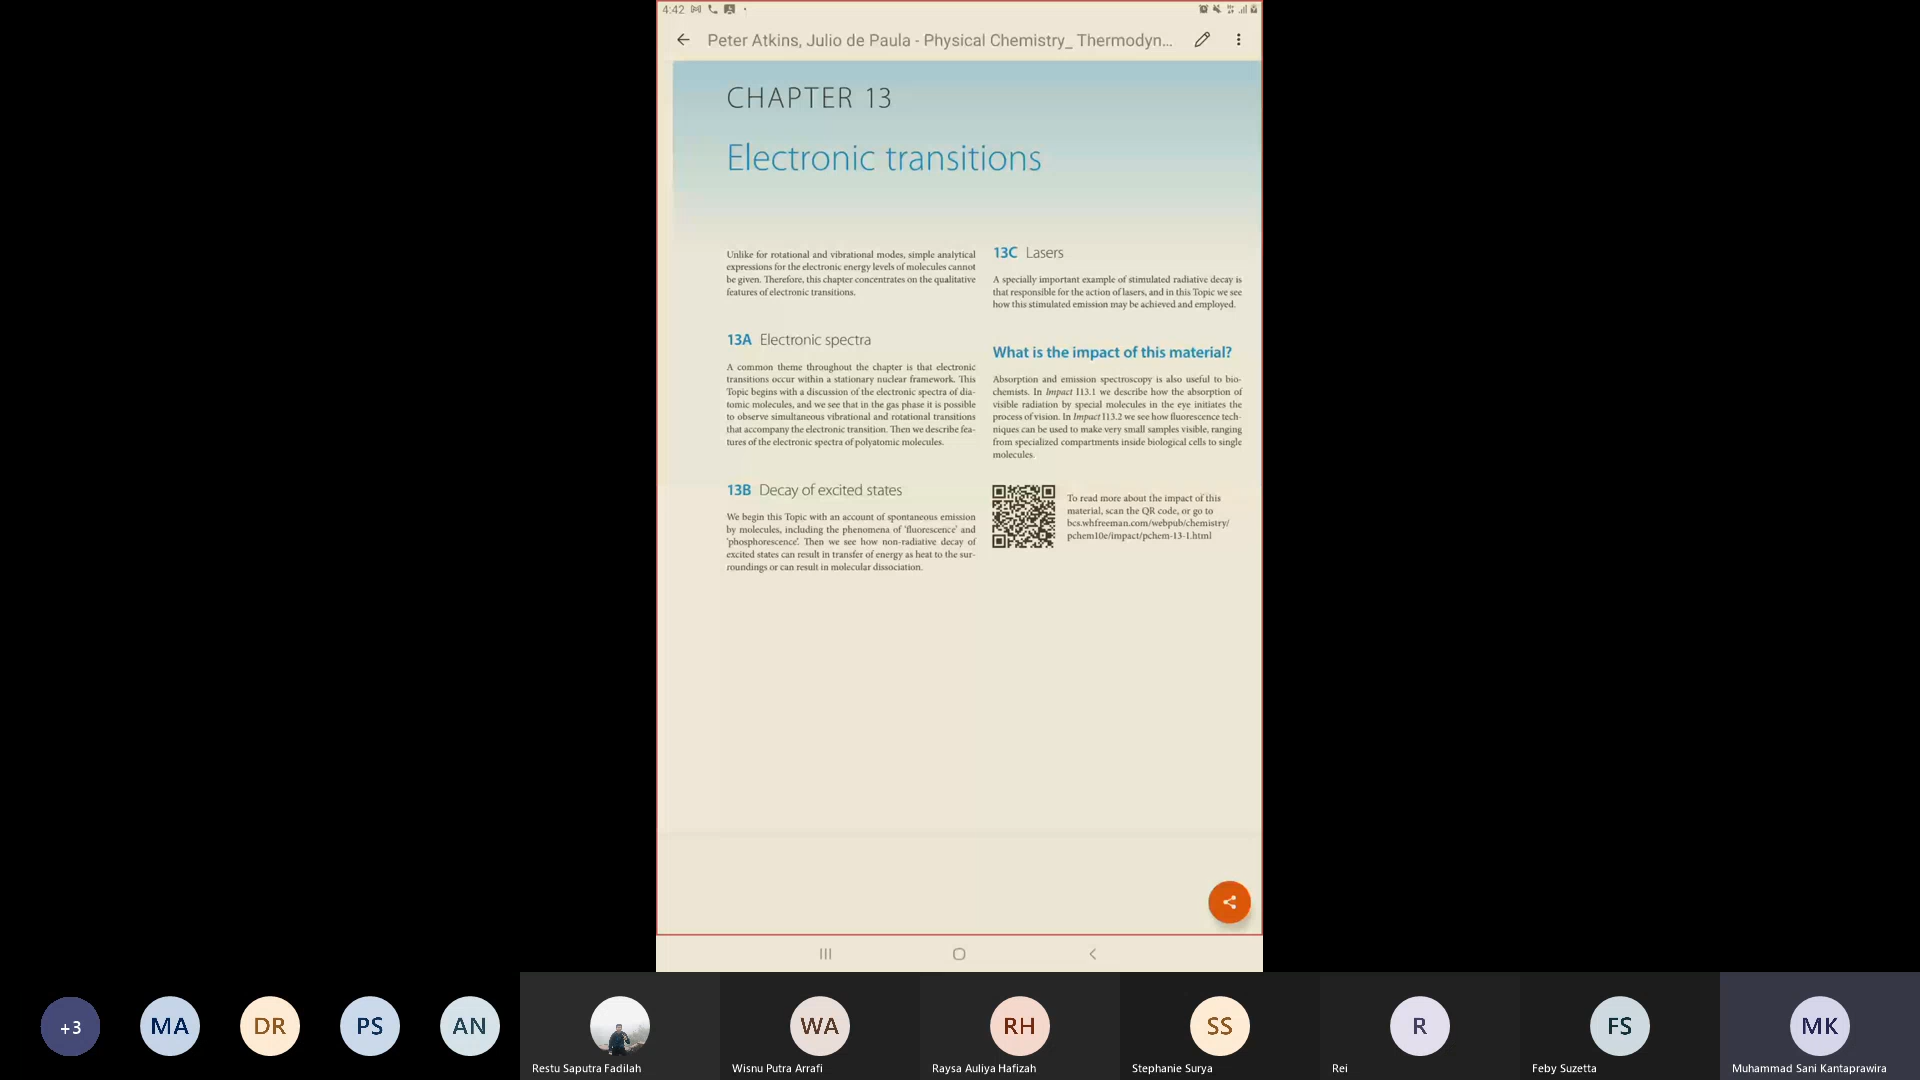 4:42
Peter Atkins, Julio de Paula - Physical Chemistry_ Thermodyn...
CHAPTER 13
Electronic transitions
Unlike for rotational and vibrational modes, simple analytical
expressions for the electronic energy levels of molecules cannot
be given. Therefore, this chapter concentrates on the qualitative
features of electronic transitions.
13A Electronic spectra
A common theme throughout the chapter is that electronic
transitions occur within a stationary nuclear framework. This
Topic begins with a discussion of the electronic spectra of dia-
tomic molecules, and we see that in the gas phase it is possible
to observe simultaneous vibrational and rotational transitions
that accompany the electronic transition. Then we describe fea-
tures of the electronic spectra of polyatomic molecules.
13B Decay of excited states
We begin this Topic with an account of spontaneous emission
by molecules, including the phenomena of 'fluorescence' and
'phosphorescence'. Then we see how non-radiative decay of
excited states can result in transfer of energy as heat to the sur-
roundings or can result in molecular dissociation.
13C Lasers
A specially important example of stimulated radiative decay is
that responsible for the action of lasers, and in this Topic we see
how this stimulated emission may be achieved and employed.
What is the impact of this material?
Absorption and emission spectroscopy is also useful to bio-
chemists. In Impact I13.1 we describe how the absorption of
visible radiation by special molecules in the eye initiates the
process of vision. In Impact I13.2 we see how fluorescence tech-
niques can be used to make very small samples visible, ranging
from specialized compartments inside biological cells to single
molecules.
To read more about the impact of this
material, scan the QR code, or go to
bcs.whfreeman.com/webpub/chemistry/
pchem10e/impact/pchem-13-1.html
+3
MA
DR
PS
AN
Restu Saputra Fadilah
WA
Wisnu Putra Arrafi
RH
Raysa Auliya Hafizah
SS
Stephanie Surya
R
Rei
FS
Feby Suzetta
MK
Muhammad Sani Kantaprawira